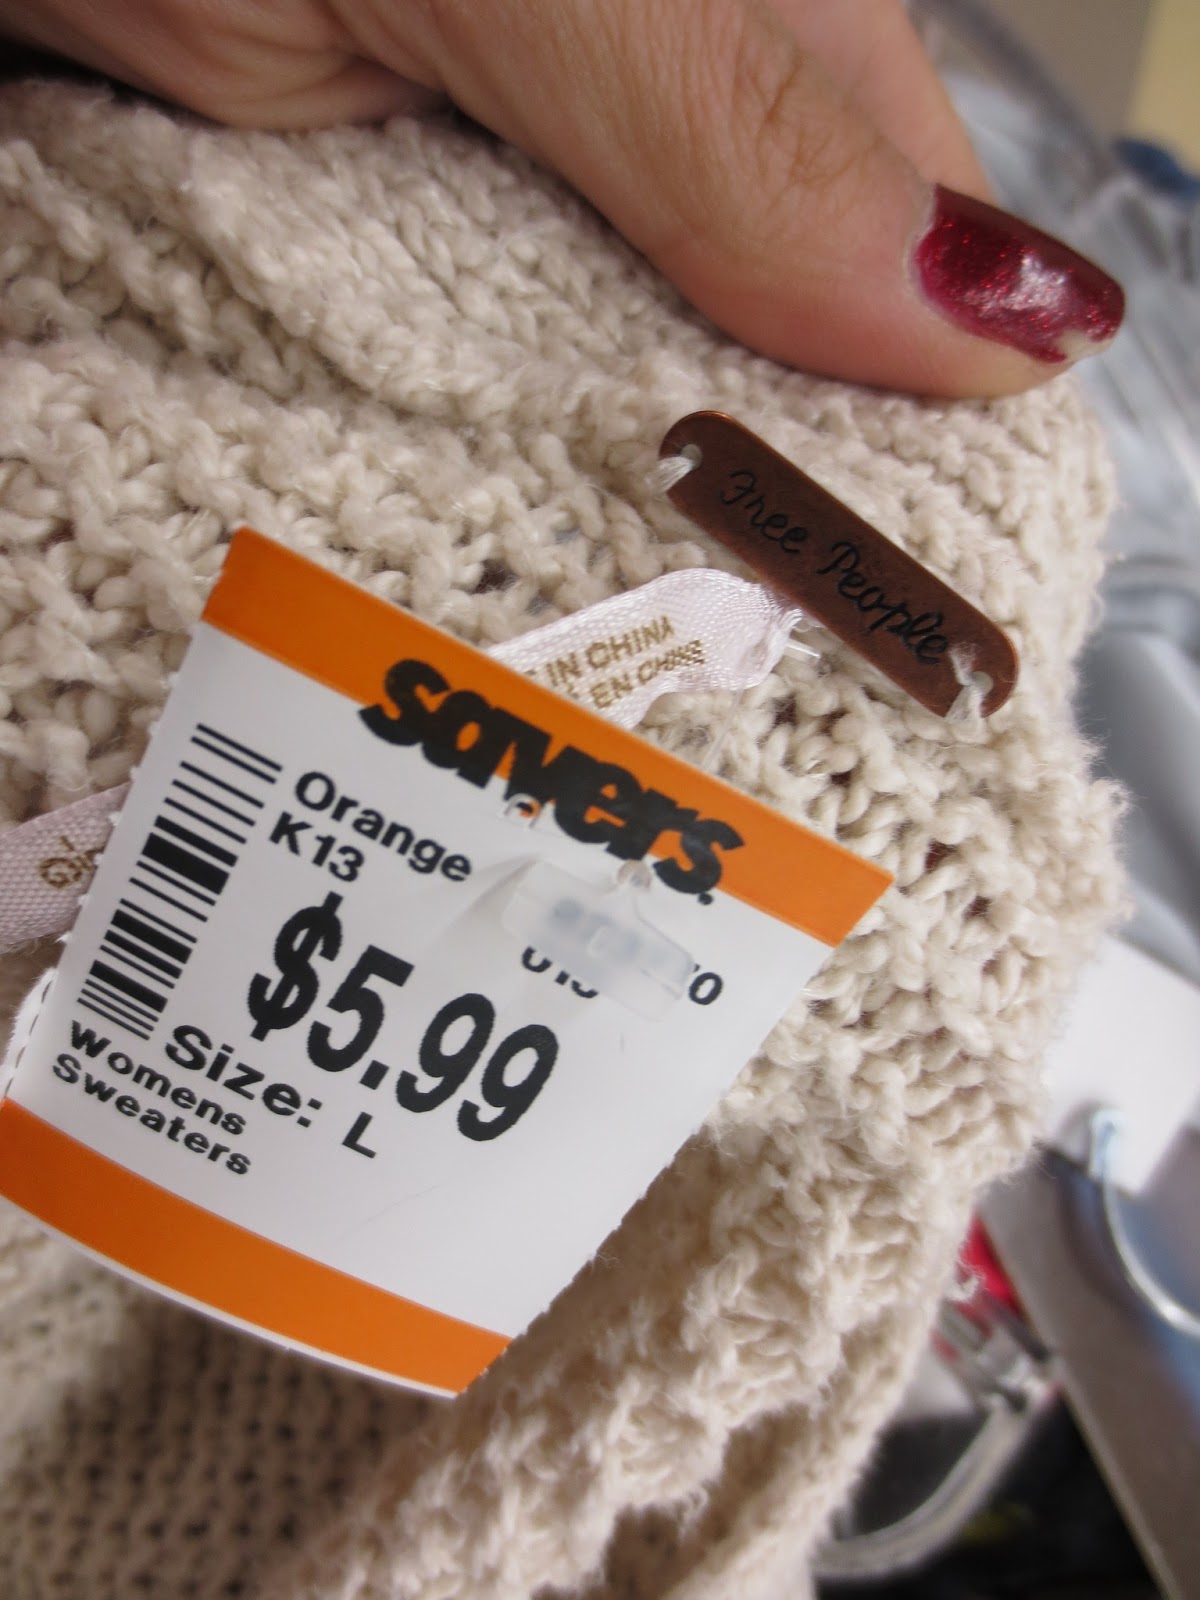 Free People
IN CHINA
EN CHINE
savers.
Orange
K13
$5.99
Size: L
Womens
Sweaters